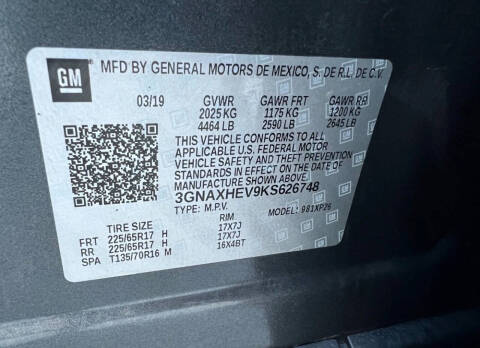 GM MFD BY GENERAL MOTORS DE MEXICO, S. DE R.L. DE C.V.
03/19 GVWR GAWR FRT GAWR RR
2025 KG 1175 KG 1200 KG
4464 LB 2590 LB 2645 LB
THIS VEHICLE CONFORMS TO ALL
APPLICABLE U.S. FEDERAL MOTOR
VEHICLE SAFETY AND THEFT PREVENTION
STANDARDS IN EFFECT ON THE DATE OF
MANUFACTURE SHOWN ABOVE.
3GNAXHEV9KS626748
TYPE: M.P.V. MODEL: 981XP26
TIRE SIZE RIM
FRT 225/65R17 H 17X7J
RR 225/65R17 H 17X7J
SPA T135/70R16 M 16X4BT